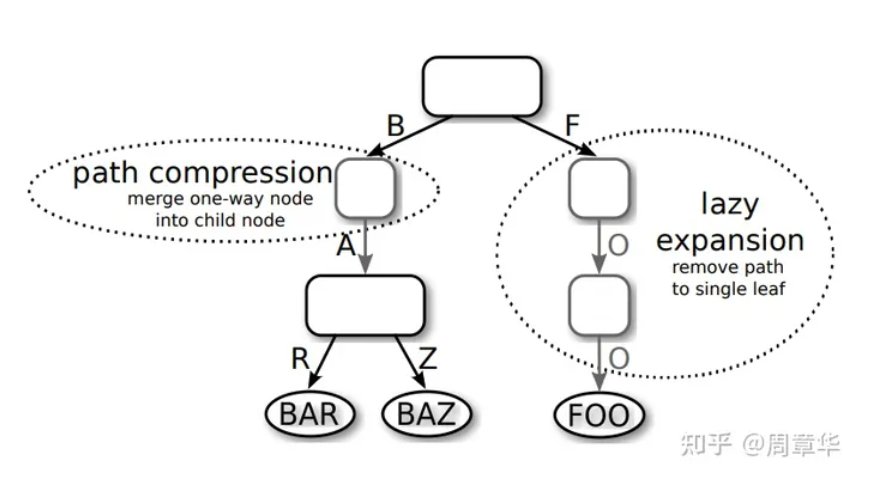 B
F
path compression
merge one-way node
into child node
lazy
expansion
remove path
to single leaf
A
O
R
Z
O
BAR
BAZ
FOO
知乎 @周章华